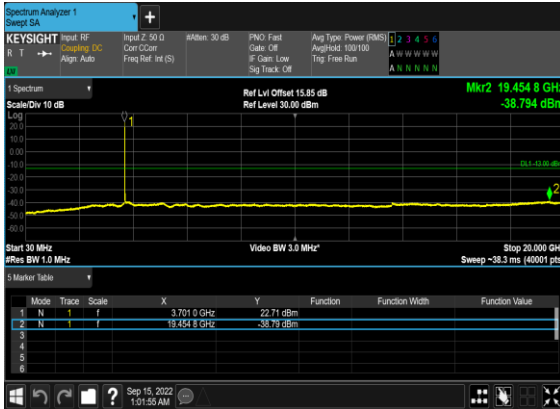 Spectrum Analyzer 1
Swept SA
+
KEYSIGHT
R T
LV
Input: RF
Coupling: DC
Align: Auto
Input Z: 50 Ω
Corr CCorr
Freq Ref: Int (S)
#Atten: 30 dB
PNO: Fast
Gate: Off
IF Gain: Low
Sig Track: Off
Avg Type: Power (RMS)
Avg|Hold: 100/100
Trig: Free Run
1 2 3 4 5 6
A W W W W W
A N N N N N
1 Spectrum
Scale/Div 10 dB
Ref Lvl Offset 15.85 dB
Ref Level 30.00 dBm
Mkr2 19.454 8 GHz
-38.794 dBm
Log
20.0
10.0
0.00
-10.0
-20.0
-30.0
-40.0
-50.0
-60.0
1
DL1 -13.00 dBm
2
Start 30 MHz
#Res BW 1.0 MHz
Video BW 3.0 MHz*
Stop 20.000 GH
Sweep ~38.3 ms (40001 pts
5 Marker Table
Mode Trace Scale X Y Function Function Width Function Value
1 N 1 f 3.701 0 GHz 22.71 dBm
2 N 1 f 19.454 8 GHz -38.79 dBm
3
4
5
6
?
Sep 15, 2022
1:01:55 AM